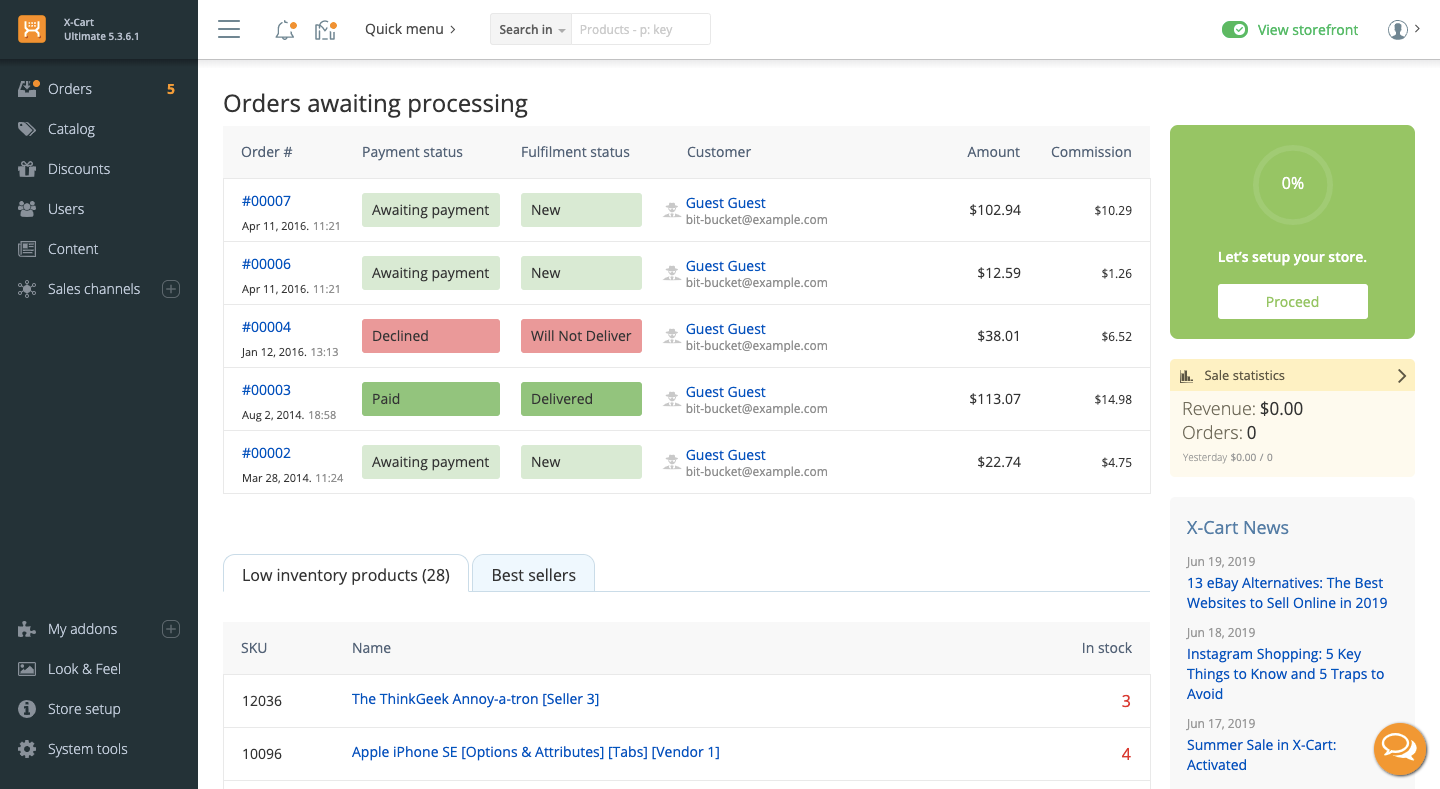 X-Cart
Ultimate 5.3.6.1
Quick menu
Search in
Products - p: key
View storefront
Orders 5
Catalog
Discounts
Users
Content
Sales channels
My addons
Look & Feel
Store setup
System tools
Orders awaiting processing
Order # Payment status Fulfilment status Customer Amount Commission
#00007 Awaiting payment New Guest Guest $102.94 $10.29
Apr 11, 2016. 11:21 bit-bucket@example.com
#00006 Awaiting payment New Guest Guest $12.59 $1.26
Apr 11, 2016. 11:21 bit-bucket@example.com
#00004 Declined Will Not Deliver Guest Guest $38.01 $6.52
Jan 12, 2016. 13:13 bit-bucket@example.com
#00003 Paid Delivered Guest Guest $113.07 $14.98
Aug 2, 2014. 18:58 bit-bucket@example.com
#00002 Awaiting payment New Guest Guest $22.74 $4.75
Mar 28, 2014. 11:24 bit-bucket@example.com
Low inventory products (28) Best sellers
SKU Name In stock
12036 The ThinkGeek Annoy-a-tron [Seller 3] 3
10096 Apple iPhone SE [Options & Attributes] [Tabs] [Vendor 1] 4
0%
Let's setup your store.
Proceed
Sale statistics
Revenue: $0.00
Orders: 0
Yesterday $0.00 / 0
X-Cart News
Jun 19, 2019
13 eBay Alternatives: The Best
Websites to Sell Online in 2019
Jun 18, 2019
Instagram Shopping: 5 Key
Things to Know and 5 Traps to
Avoid
Jun 17, 2019
Summer Sale in X-Cart:
Activated